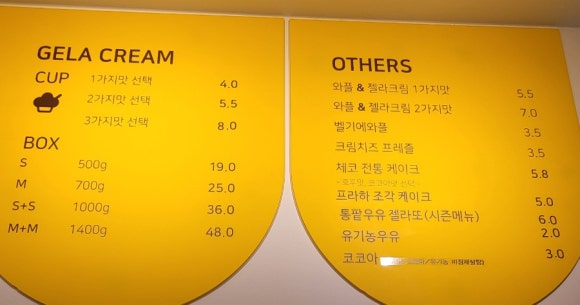 GELA CREAM
CUP 1가지맛 선택 4.0
2가지맛 선택 5.5
3가지맛 선택 8.0
BOX
S 500g 19.0
M 700g 25.0
S+S 1000g 36.0
M+M 1400g 48.0
OTHERS
와플 & 젤라크림 1가지맛 5.5
와플 & 젤라크림 2가지맛 7.0
벨기에와플 3.5
크림치즈 프레즐 3.5
체코 전통 케이크 5.8
프라하 조각 케이크 5.0
통팥우유 젤라또(시즌메뉴) 6.0
유기농우유 2.0
코코아 3.0